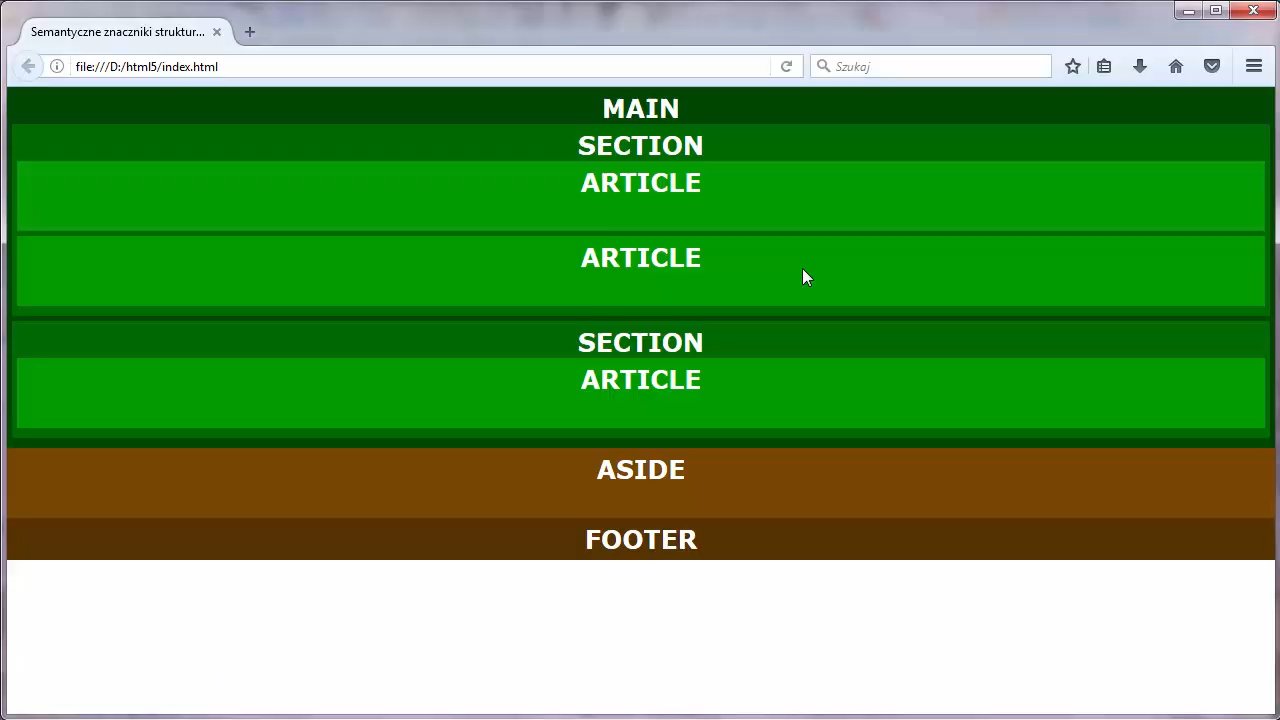 Semantyczne znaczniki struktur...
file:///D:/html5/index.html
Szukaj
MAIN
SECTION
ARTICLE
ARTICLE
SECTION
ARTICLE
ASIDE
FOOTER